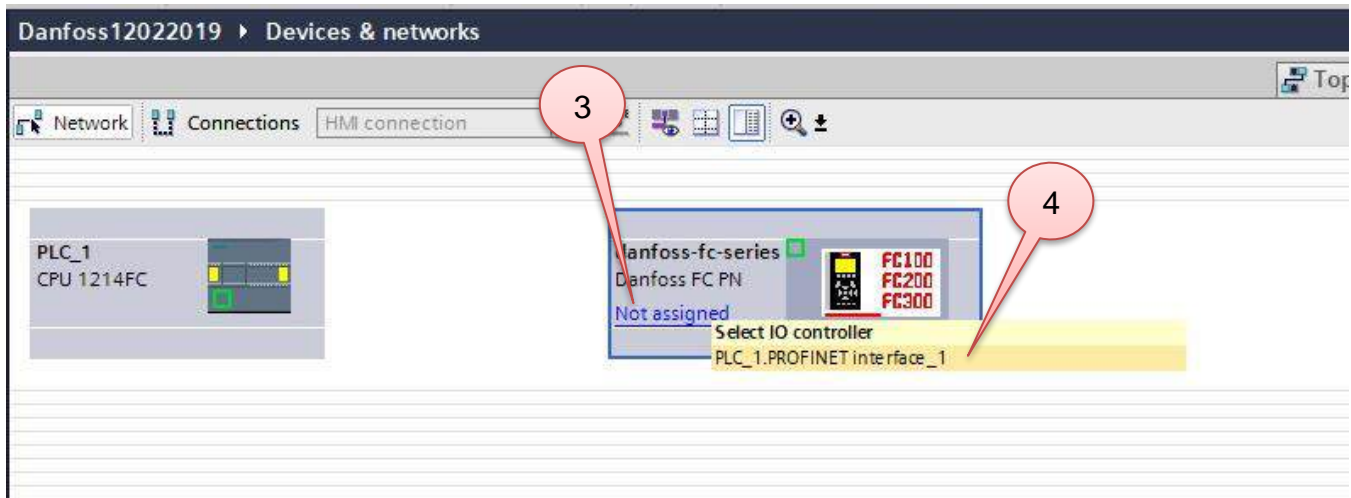 Danfoss12022019 ▸ Devices & networks
Top
Network Connections HMI connection
3
4
PLC_1
CPU 1214FC
danfoss-fc-series
Danfoss FC PN
Not assigned
FC100
FC200
FC300
Select IO controller
PLC_1.PROFINET interface_1